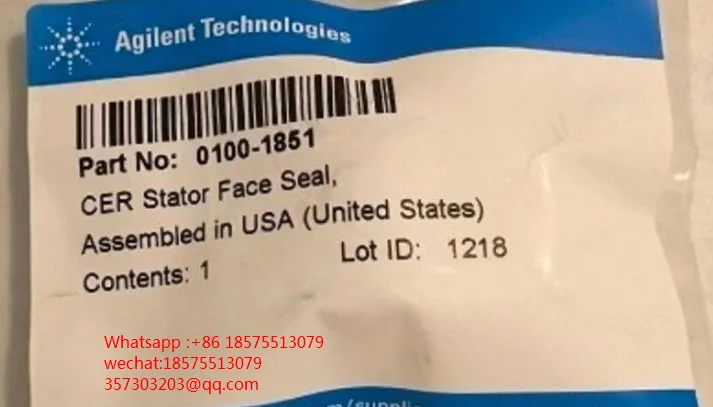 Agilent Technologies
Part No: 0100-1851
CER Stator Face Seal,
Assembled in USA (United States)
Contents: 1 Lot ID: 1218
Whatsapp :+86 18575513079
wechat:18575513079
357303203@qq.com